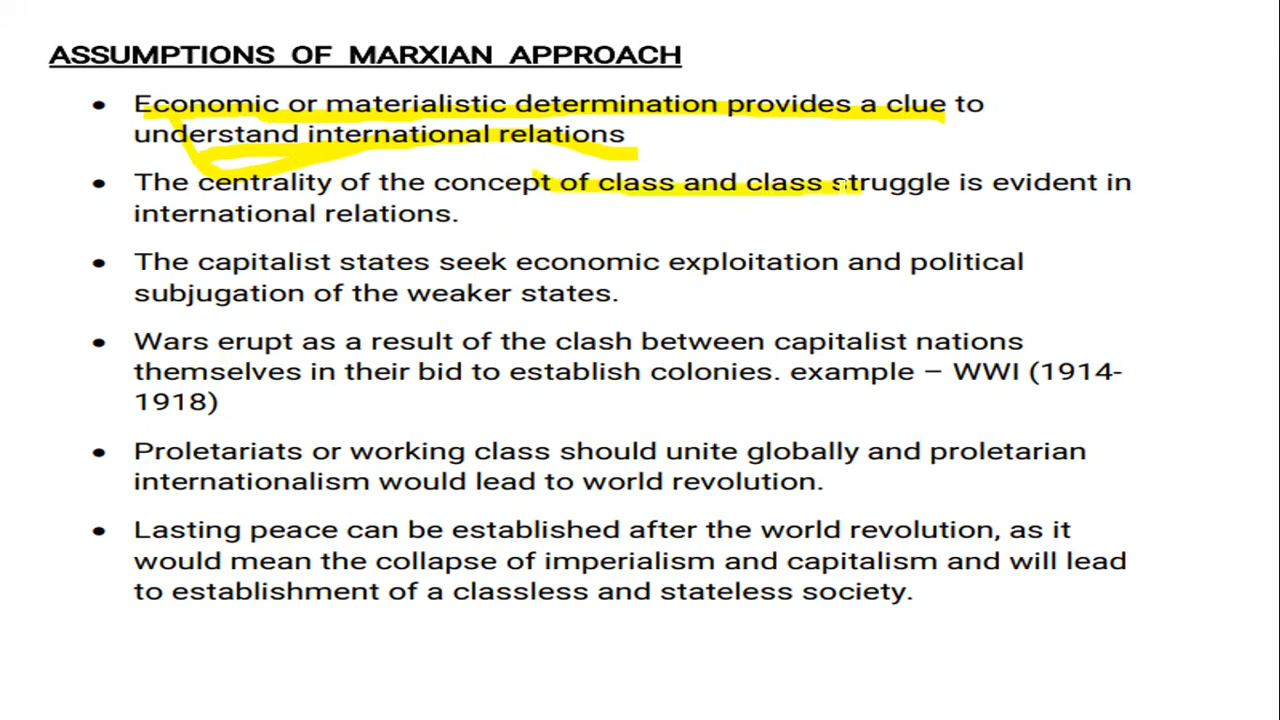 ASSUMPTIONS OF MARXIAN APPROACH
• Economic or materialistic determination provides a clue to
understand international relations
• The centrality of the concept of class and class struggle is evident in
international relations.
• The capitalist states seek economic exploitation and political
subjugation of the weaker states.
• Wars erupt as a result of the clash between capitalist nations
themselves in their bid to establish colonies. example – WWI (1914-
1918)
• Proletariats or working class should unite globally and proletarian
internationalism would lead to world revolution.
• Lasting peace can be established after the world revolution, as it
would mean the collapse of imperialism and capitalism and will lead
to establishment of a classless and stateless society.